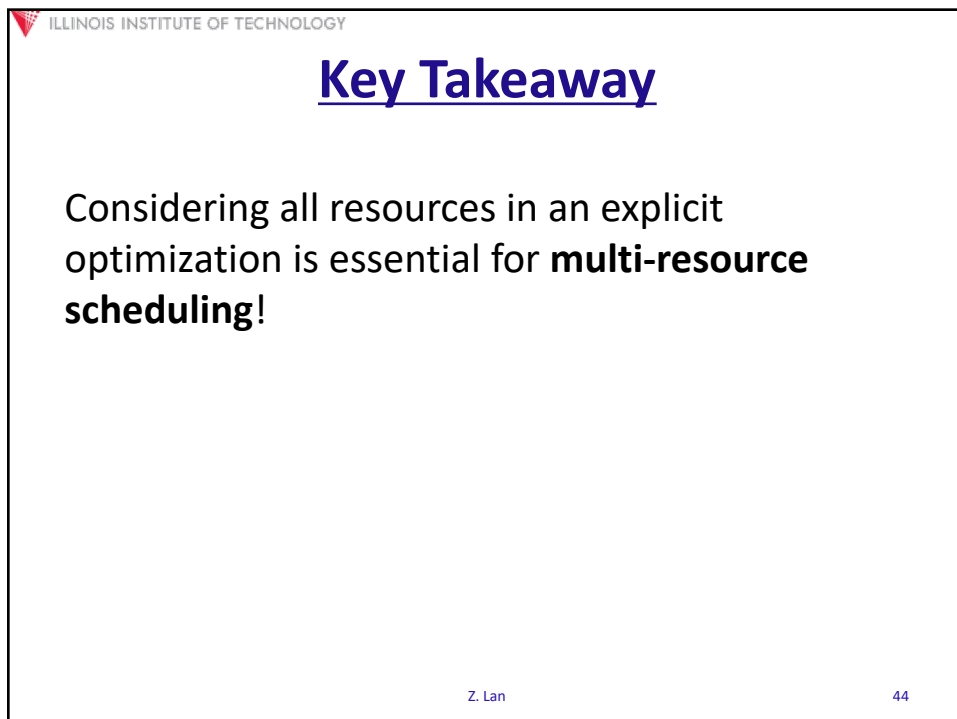 ILLINOIS INSTITUTE OF TECHNOLOGY
Key Takeaway
Considering all resources in an explicit
optimization is essential for multi-resource
scheduling!
Z. Lan
44